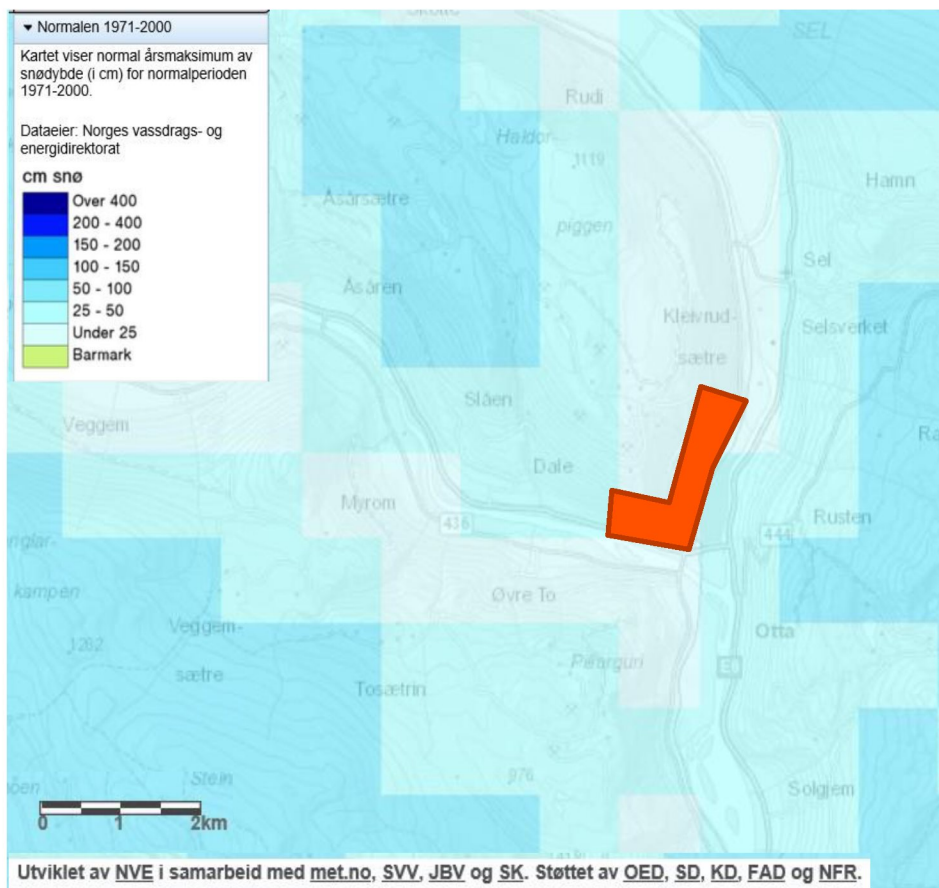 ▾ Normalen 1971-2000
Kartet viser normal årsmaksimum av
snødybde (i cm) for normalperioden
1971-2000.
Dataeier: Norges vassdrags- og
energidirektorat
cm snø
Over 400
200 - 400
150 - 200
100 - 150
50 - 100
25 - 50
Under 25
Barmark
SEL
Rudi
Haldor-
1119
piggen
Hamn
Åsårsætre
Åsåren
Sel
Selsverket
Kleivrud-
sætre
Slåen
Veggem
Dale
Myrom
436
Rusten
444
kampen
Øvre To
1262
Veggem-
sætre
Otta
Pillarguri
Tosætrin
Stein
976
Solgjem
0 1 2km
Utviklet av NVE i samarbeid med met.no, SVV, JBV og SK. Støttet av OED, SD, KD, FAD og NFR.